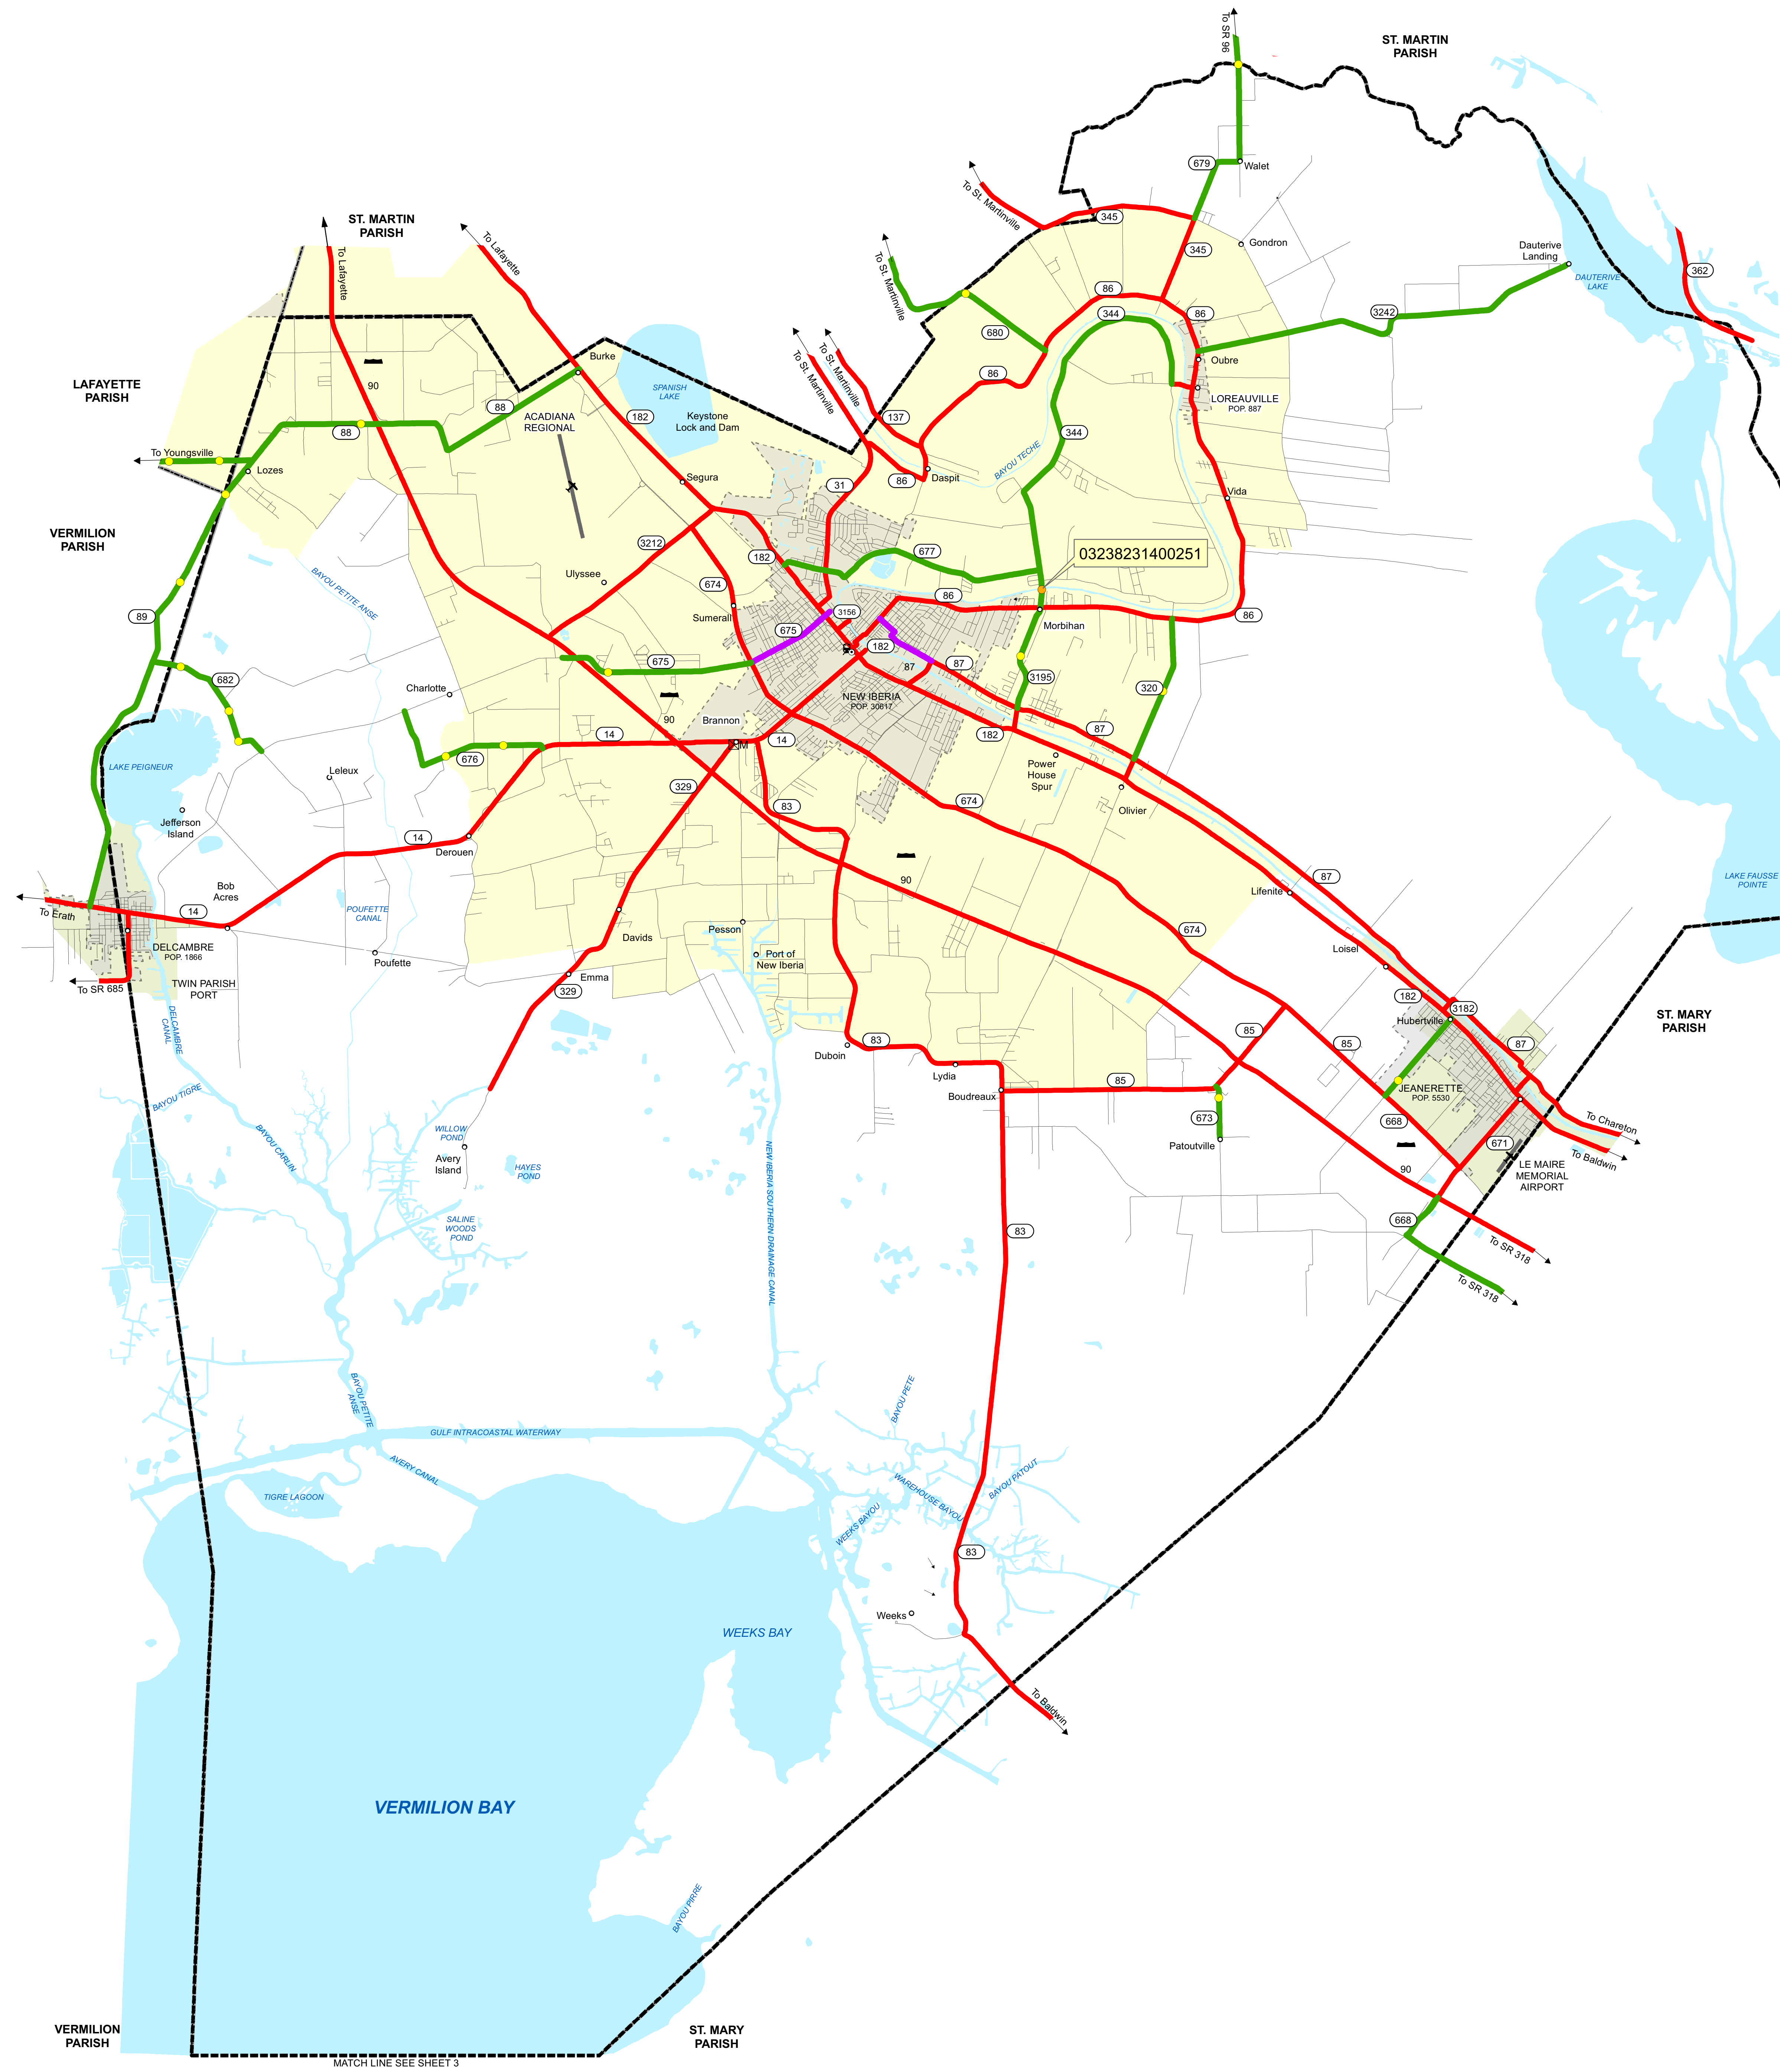 To SR 96
ST. MARTIN
PARISH
679
Walet
To St. Martinville
345
ST. MARTIN
PARISH
To Lafayette
To Lafayette
345
Gondron
Dauterive
Landing
To St. Martinville
DAUTERIVE
LAKE
362
86
344
86
3242
680
To St. Martinville
To St. Martinville
Burke
Oubre
90
LAFAYETTE
PARISH
SPANISH
LAKE
86
LOREAUVILLE
POP. 887
88
ACADIANA
REGIONAL
182
Keystone
Lock and Dam
137
88
344
To Youngsville
Lozes
BAYOU TECHE
Segura
Daspit
86
31
Vida
VERMILION
PARISH
3212
182
677
03238231400251
BAYOU PETITE ANSE
Ulyssee
674
86
89
Sumerall
3156
86
675
Morbihan
182
675
87
87
682
3195
320
Charlotte
NEW IBERIA
POP. 30617
90
Brannon
14
14
M
182
87
676
LAKE PEIGNEUR
Leleux
Power
House
Spur
329
83
674
Olivier
Jefferson
Island
14
Derouen
90
87
LAKE FAUSSE
POINTE
Bob
Acres
Lifenite
To Erath
14
POUFETTE
CANAL
Davids
Pesson
674
DELCAMBRE
POP. 1866
Loisel
Poufette
Port of
New Iberia
Emma
TWIN PARISH
PORT
To SR 685
329
182
3182
Hubertville
ST. MARY
PARISH
DELCAMBRE
CANAL
85
85
87
Duboin
83
Lydia
85
Boudreaux
JEANERETTE
POP. 5530
BAYOU TIGRE
673
668
To Chareton
WILLOW
POND
BAYOU CARLIN
Patoutville
90
671
To Baldwin
Avery
Island
HAYES
POND
LE MAIRE
MEMORIAL
AIRPORT
NEW IBERIA SOUTHERN DRAINAGE CANAL
SALINE
WOODS
POND
668
83
To SR 318
To SR 318
BAYOU PETITE
ANSE
BAYOU PETE
GULF INTRACOASTAL WATERWAY
AVERY CANAL
BAYOU PATOUT
WAREHOUSE BAYOU
TIGRE LAGOON
WEEKS BAYOU
83
Weeks
WEEKS BAY
To Baldwin
VERMILION BAY
BAYOU PIRRE
VERMILION
PARISH
ST. MARY
PARISH
MATCH LINE SEE SHEET 3